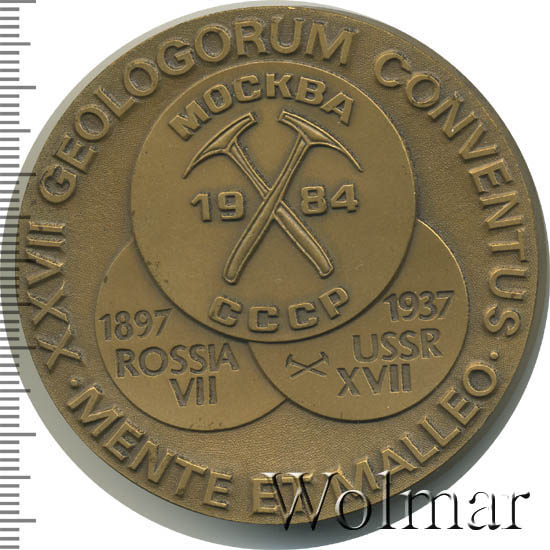 XXVII GEOLOGORUM CONVENTUS
· MENTE ET MALLEO ·
МОСКВА
19 84
СССР
1897
ROSSIA
VII
1937
USSR
XVII
Wolmar